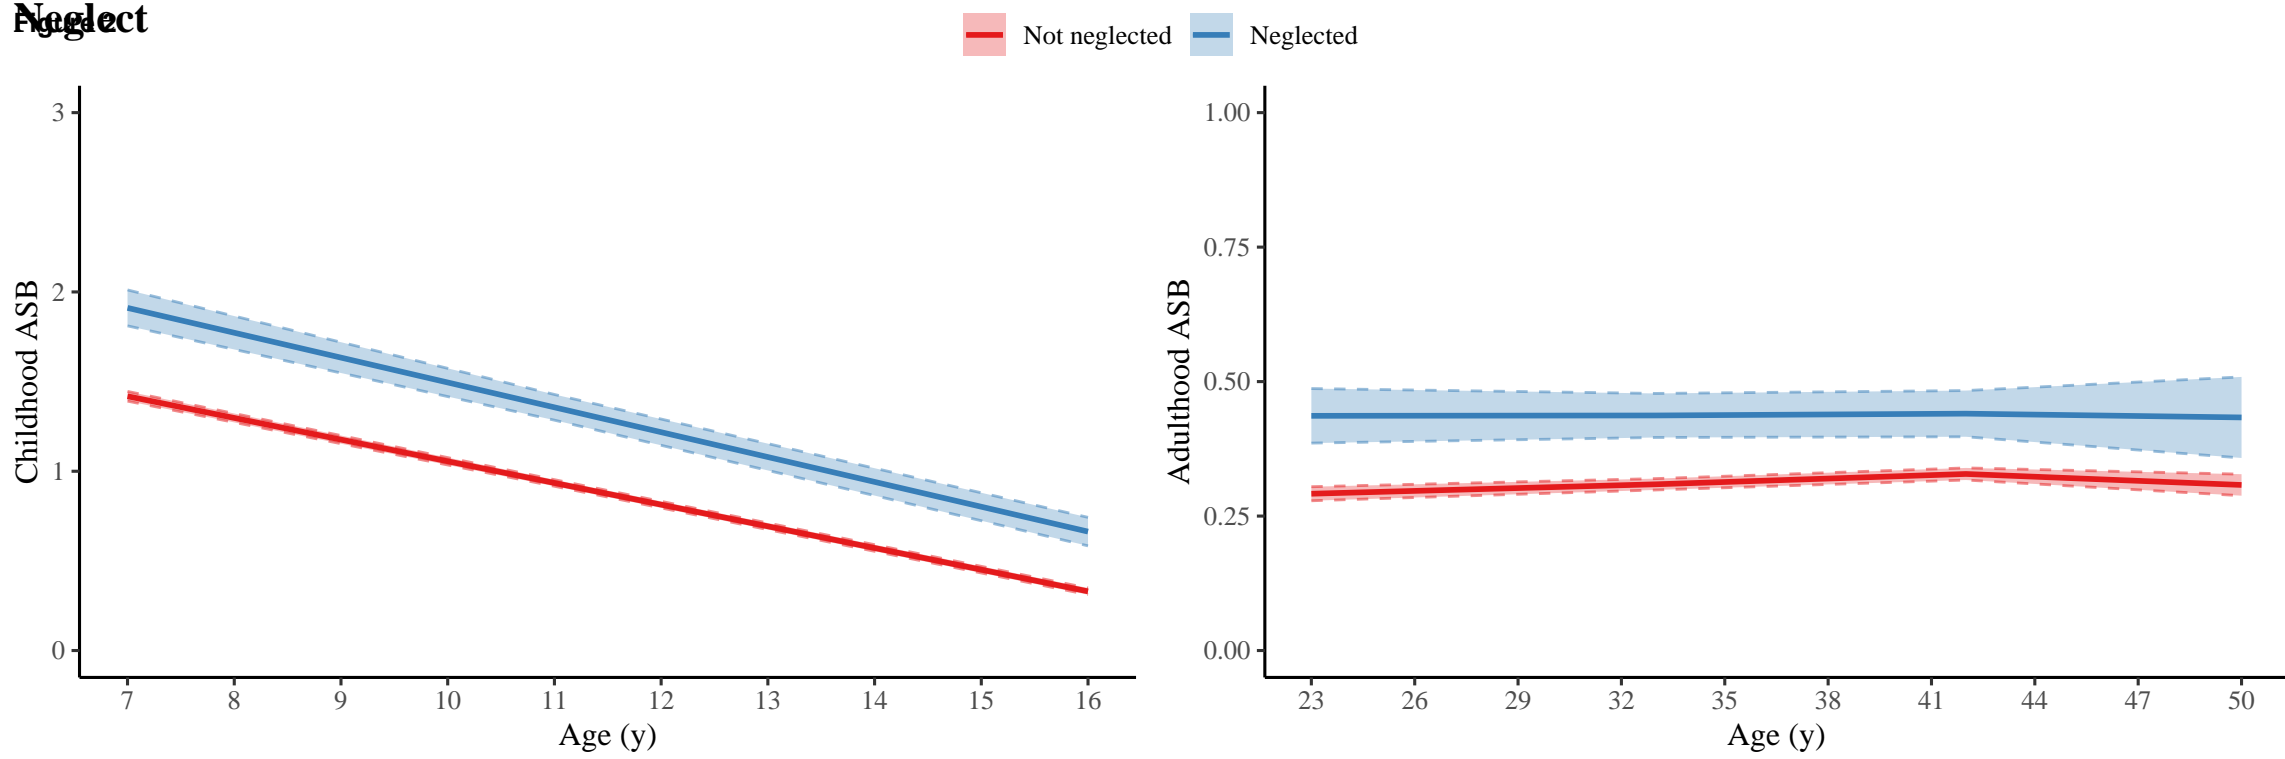 Neglect
Figure 2
Not neglected Neglected
Childhood ASB
3
2
1
0
7 8 9 10 11 12 13 14 15 16
Age (y)
Adulthood ASB
1.00
0.75
0.50
0.25
0.00
23 26 29 32 35 38 41 44 47 50
Age (y)